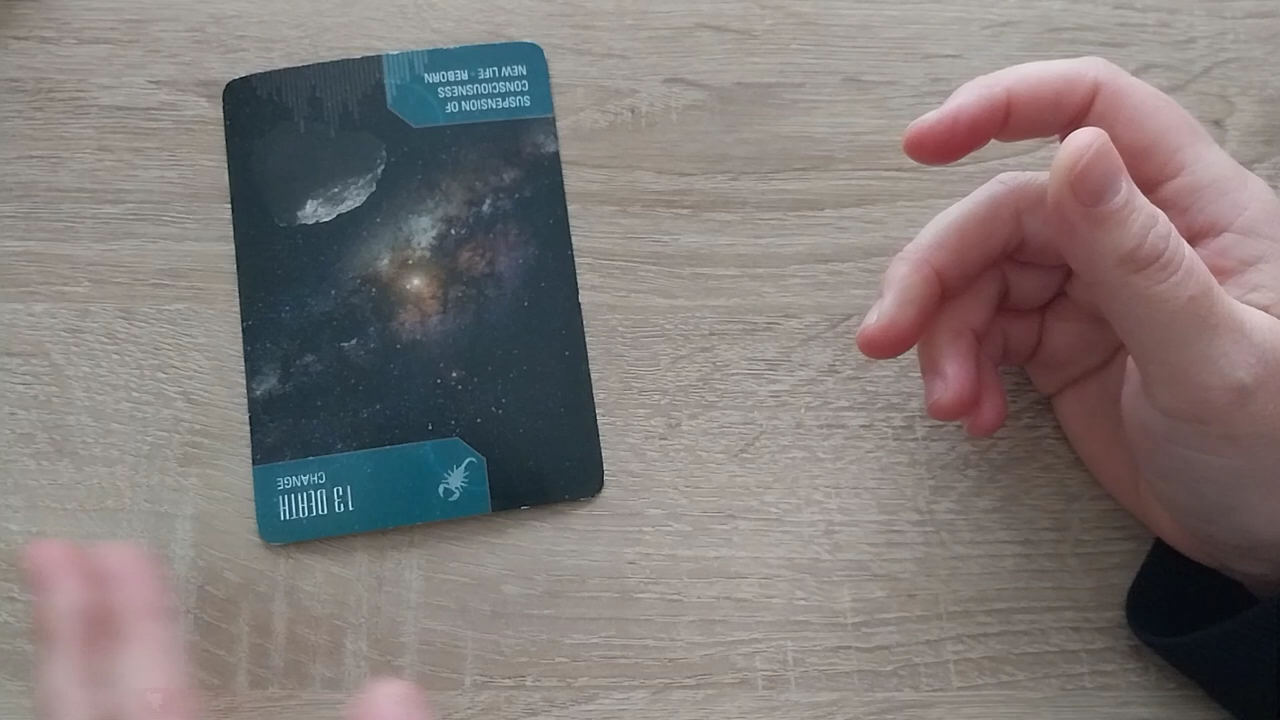 13 DEATH
CHANGE
SUSPENSION OF
CONSCIOUSNESS
NEW LIFE • REBORN